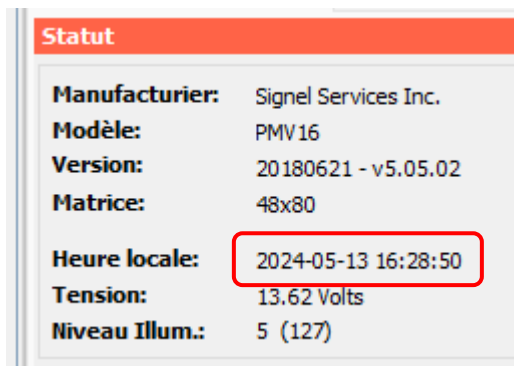 Statut
Manufacturier: Signel Services Inc.
Modèle: PMV16
Version: 20180621 - v5.05.02
Matrice: 48x80
Heure locale: 2024-05-13 16:28:50
Tension: 13.62 Volts
Niveau Illum.: 5 (127)